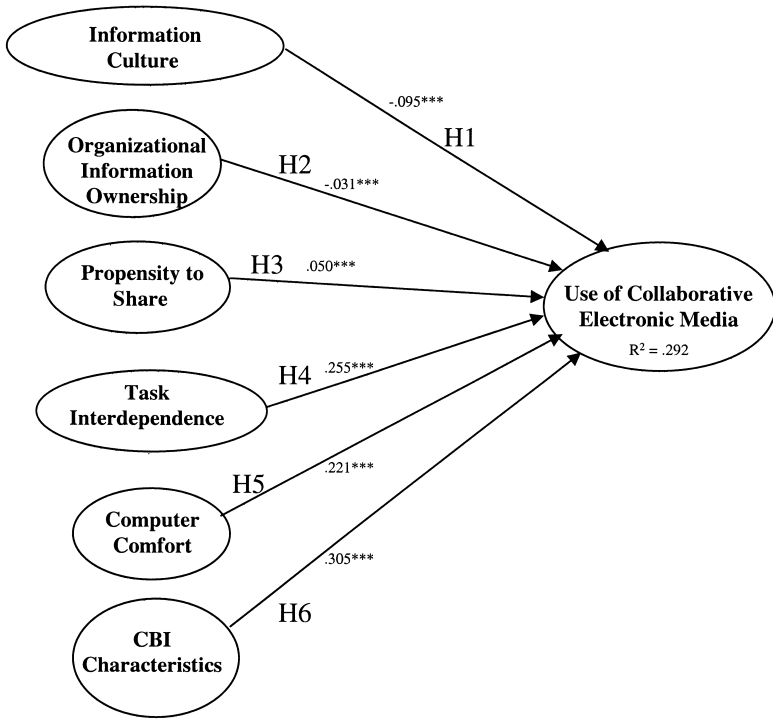 Information
Culture
-.095***
H1
Organizational
Information
Ownership
H2
-.031***
Propensity to
Share
H3
.050***
Use of Collaborative
Electronic Media
R² = .292
Task
Interdependence
H4
.255***
Computer
Comfort
H5
.221***
CBI
Characteristics
.305***
H6